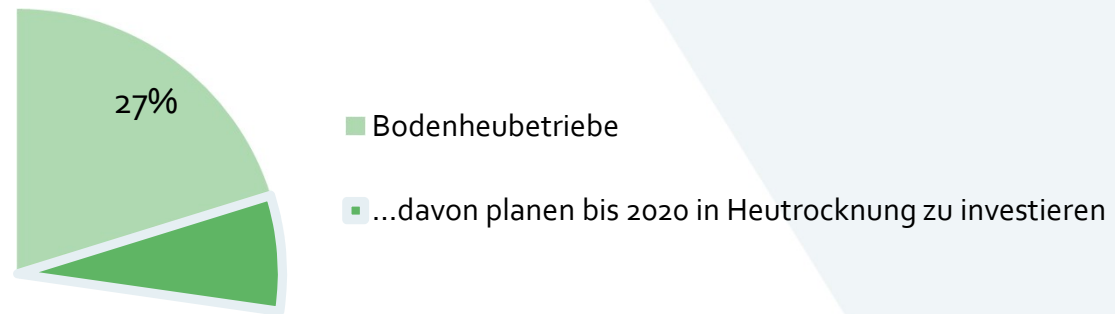 27%
Bodenheubetriebe
...davon planen bis 2020 in Heutrocknung zu investieren